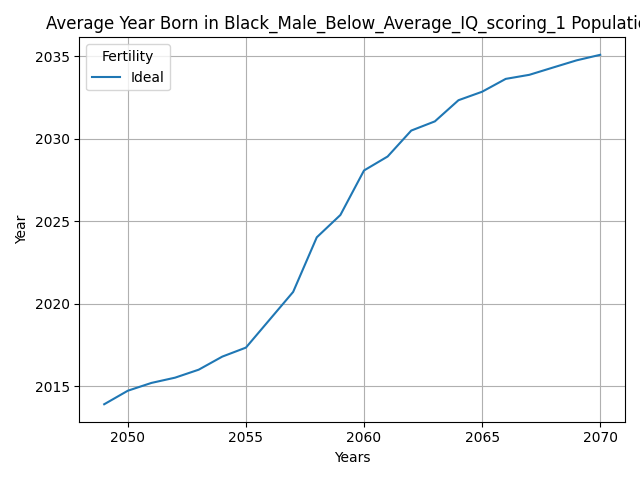 Average Year Born in Black_Male_Below_Average_IQ_scoring_1 Populatio
Fertility
Ideal
2035
2030
2025
2020
2015
Year
2050 2055 2060 2065 2070
Years